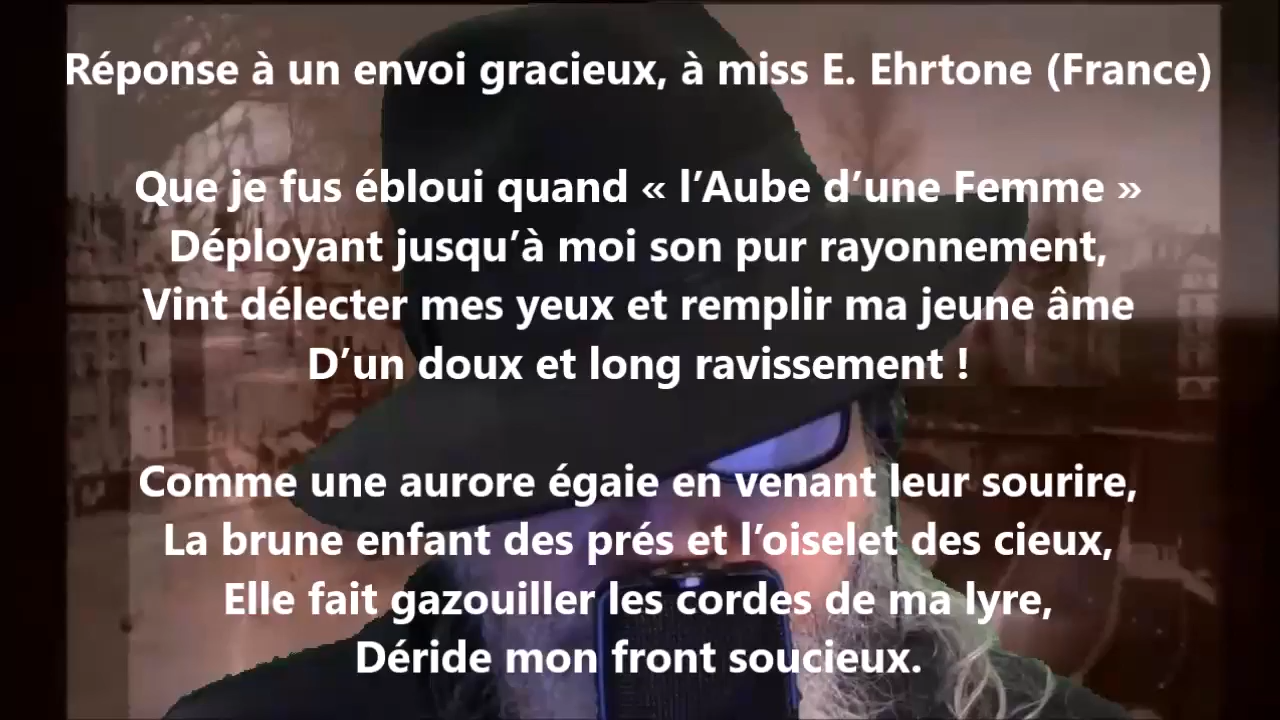 Réponse à un envoi gracieux, à miss E. Ehrtone (France)
Que je fus ébloui quand « l’Aube d’une Femme »
Déployant jusqu’à moi son pur rayonnement,
Vint délecter mes yeux et remplir ma jeune âme
D’un doux et long ravissement !
Comme une aurore égaie en venant leur sourire,
La brune enfant des prés et l’oiselet des cieux,
Elle fait gazouiller les cordes de ma lyre,
Déride mon front soucieux.